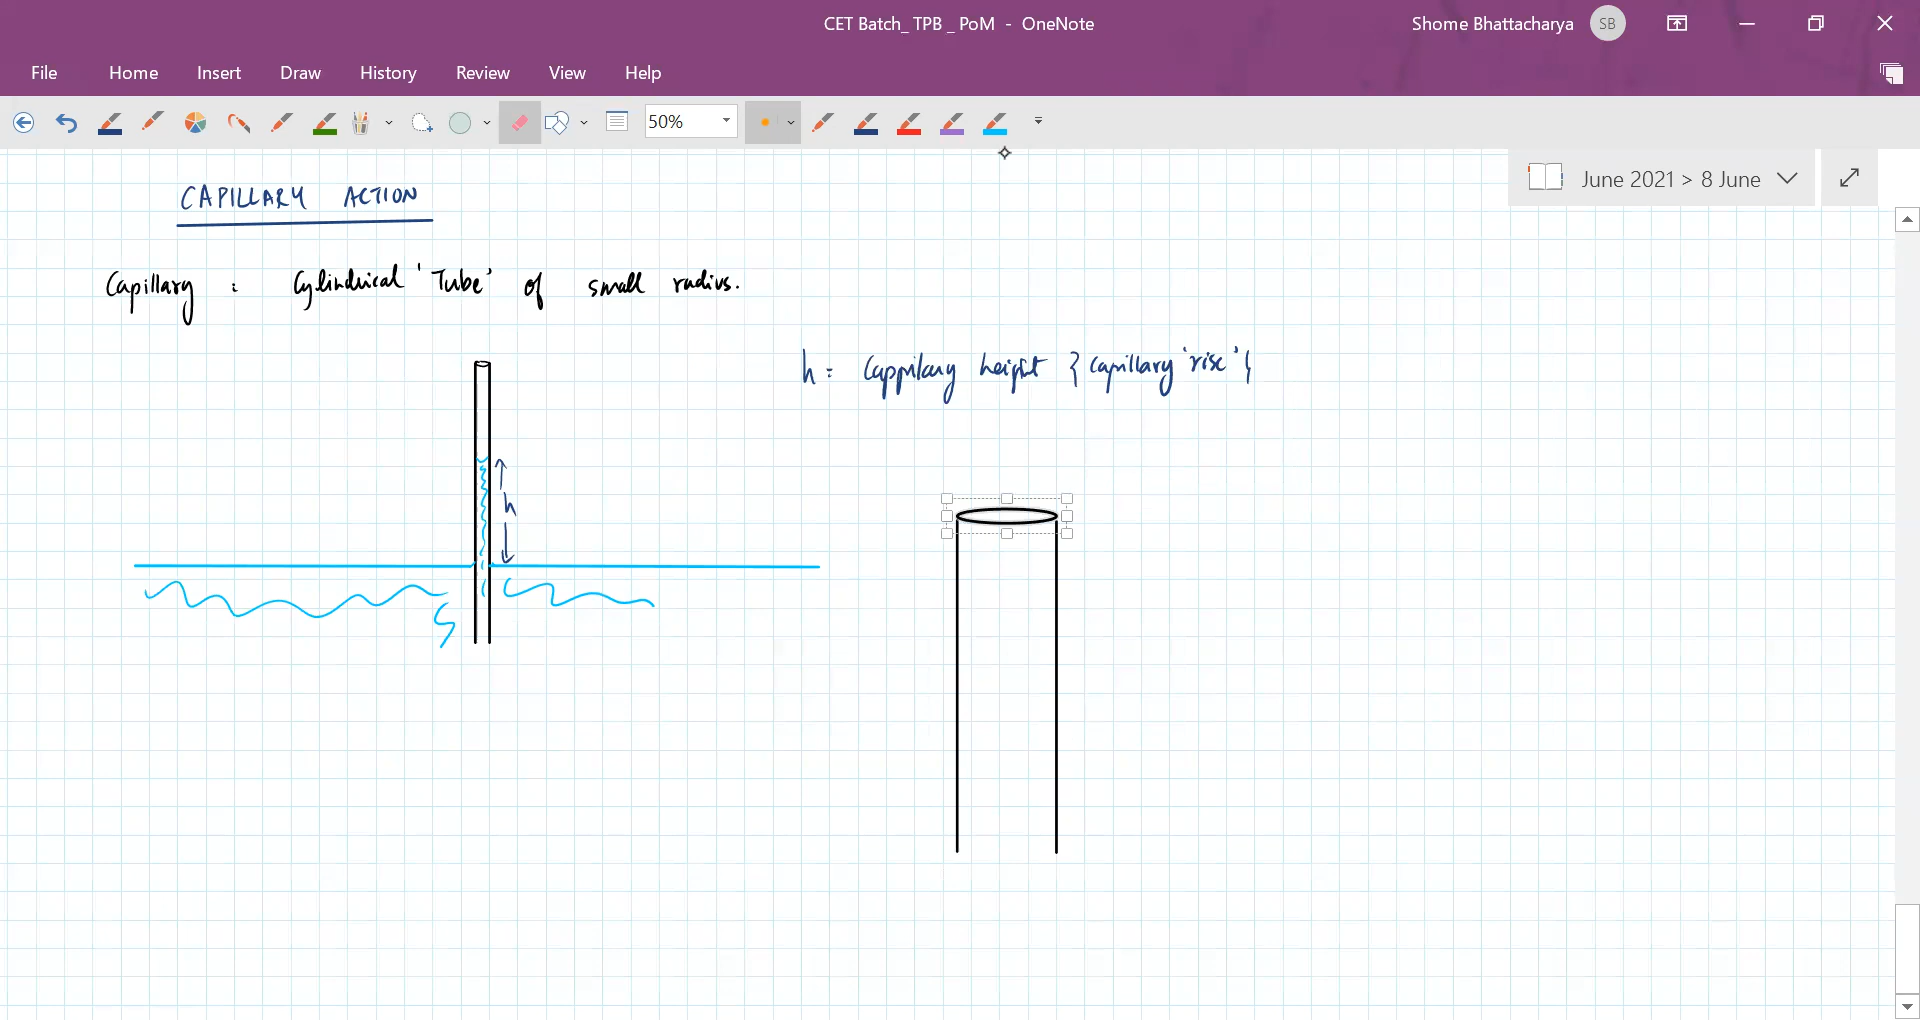 CET Batch_ TPB _ PoM - OneNote
Shome Bhattacharya SB
File Home Insert Draw History Review View Help
50%
June 2021 > 8 June
CAPILLARY ACTION
Capillary : Cylindrical 'Tube' of small radius.
h = Cappilary height { Capillary 'rise' }
h